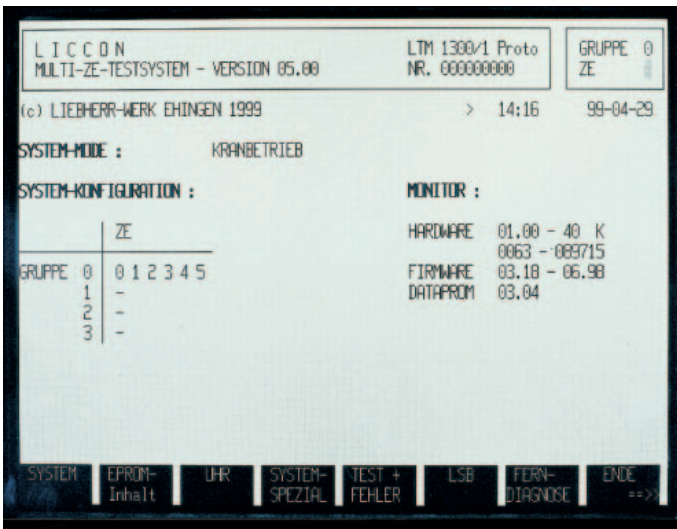 LICCON
MULTI-ZE-TESTSYSTEM - VERSION 05.00
LTM 1300/1 Proto
NR. 000000000
GRUPPE 0
ZE
(c) LIEBHERR-WERK EHINGEN 1999 > 14:16 99-04-29
SYSTEM-MODE : KRANBETRIEB
SYSTEM-KONFIGURATION :
ZE
GRUPPE 0 0 1 2 3 4 5
1 -
2 -
3 -
MONITOR :
HARDWARE 01.00 - 40 K
0063 - 089715
FIRMWARE 03.18 - 06.98
DATAPROM 03.04
SYSTEM
EPROM-
Inhalt
UHR
SYSTEM-
SPEZIAL
TEST +
FEHLER
LSB
FERN-
DIAGNOSE
ENDE
==>>